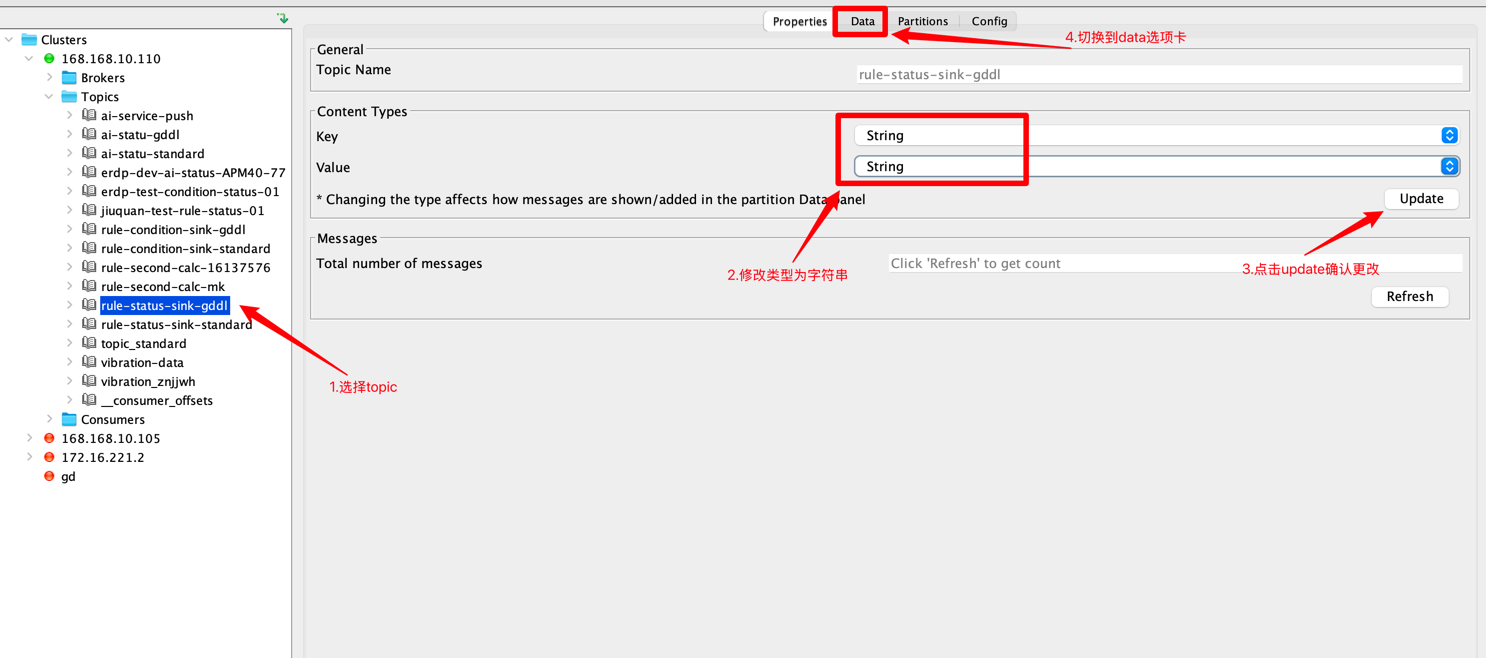 Clusters
168.168.10.110
Brokers
Topics
ai-service-push
ai-statu-gddl
ai-statu-standard
erdp-dev-ai-status-APM40-77
erdp-test-condition-status-01
jiuquan-test-rule-status-01
rule-condition-sink-gddl
rule-condition-sink-standard
rule-second-calc-16137576
rule-second-calc-mk
rule-status-sink-gddl
rule-status-sink-standard
topic_standard
vibration-data
vibration_znjjwh
__consumer_offsets
Consumers
168.168.10.105
172.16.221.2
gd
1.选择topic
Properties Data Partitions Config
4.切换到data选项卡
General
Topic Name rule-status-sink-gddl
Content Types
Key String
Value String
* Changing the type affects how messages are shown/added in the partition Data panel
Update
2.修改类型为字符串
3.点击update确认更改
Messages
Total number of messages Click 'Refresh' to get count
Refresh